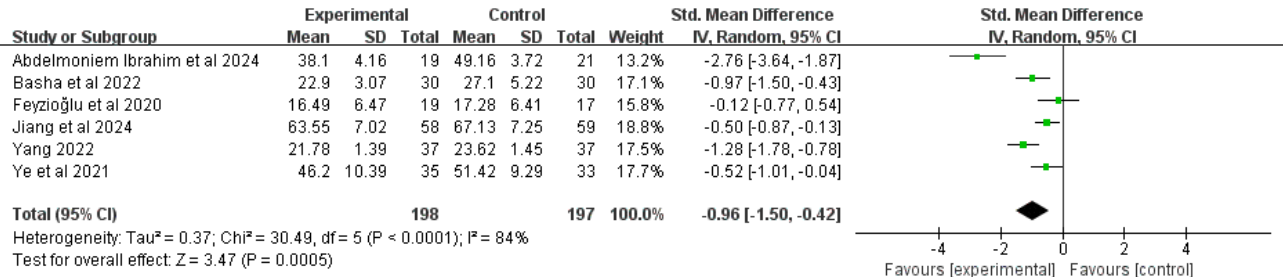 Experimental Control Std. Mean Difference Std. Mean Difference
Study or Subgroup Mean SD Total Mean SD Total Weight IV, Random, 95% CI IV, Random, 95% CI
Abdelmoniem Ibrahim et al 2024 38.1 4.16 19 49.16 3.72 21 13.2% -2.76 [-3.64, -1.87]
Basha et al 2022 22.9 3.07 30 27.1 5.22 30 17.1% -0.97 [-1.50, -0.43]
Feyzioğlu et al 2020 16.49 6.47 19 17.28 6.41 17 15.8% -0.12 [-0.77, 0.54]
Jiang et al 2024 63.55 7.02 58 67.13 7.25 59 18.8% -0.50 [-0.87, -0.13]
Yang 2022 21.78 1.39 37 23.62 1.45 37 17.5% -1.28 [-1.78, -0.78]
Ye et al 2021 46.2 10.39 35 51.42 9.29 33 17.7% -0.52 [-1.01, -0.04]
Total (95% CI) 198 197 100.0% -0.96 [-1.50, -0.42]
Heterogeneity: Tau² = 0.37; Chi² = 30.49, df = 5 (P < 0.0001); I² = 84%
Test for overall effect: Z = 3.47 (P = 0.0005)
-4 -2 0 2 4
Favours [experimental] Favours [control]